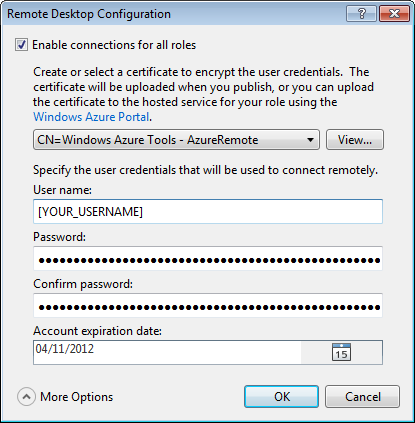 Remote Desktop Configuration
Enable connections for all roles
Create or select a certificate to encrypt the user credentials. The
certificate will be uploaded when you publish, or you can upload
the certificate to the hosted service for your role using the
Windows Azure Portal.
CN=Windows Azure Tools - AzureRemote
View...
Specify the user credentials that will be used to connect remotely.
User name:
[YOUR_USERNAME]
Password:
Confirm password:
Account expiration date:
04/11/2012
15
More Options
OK
Cancel